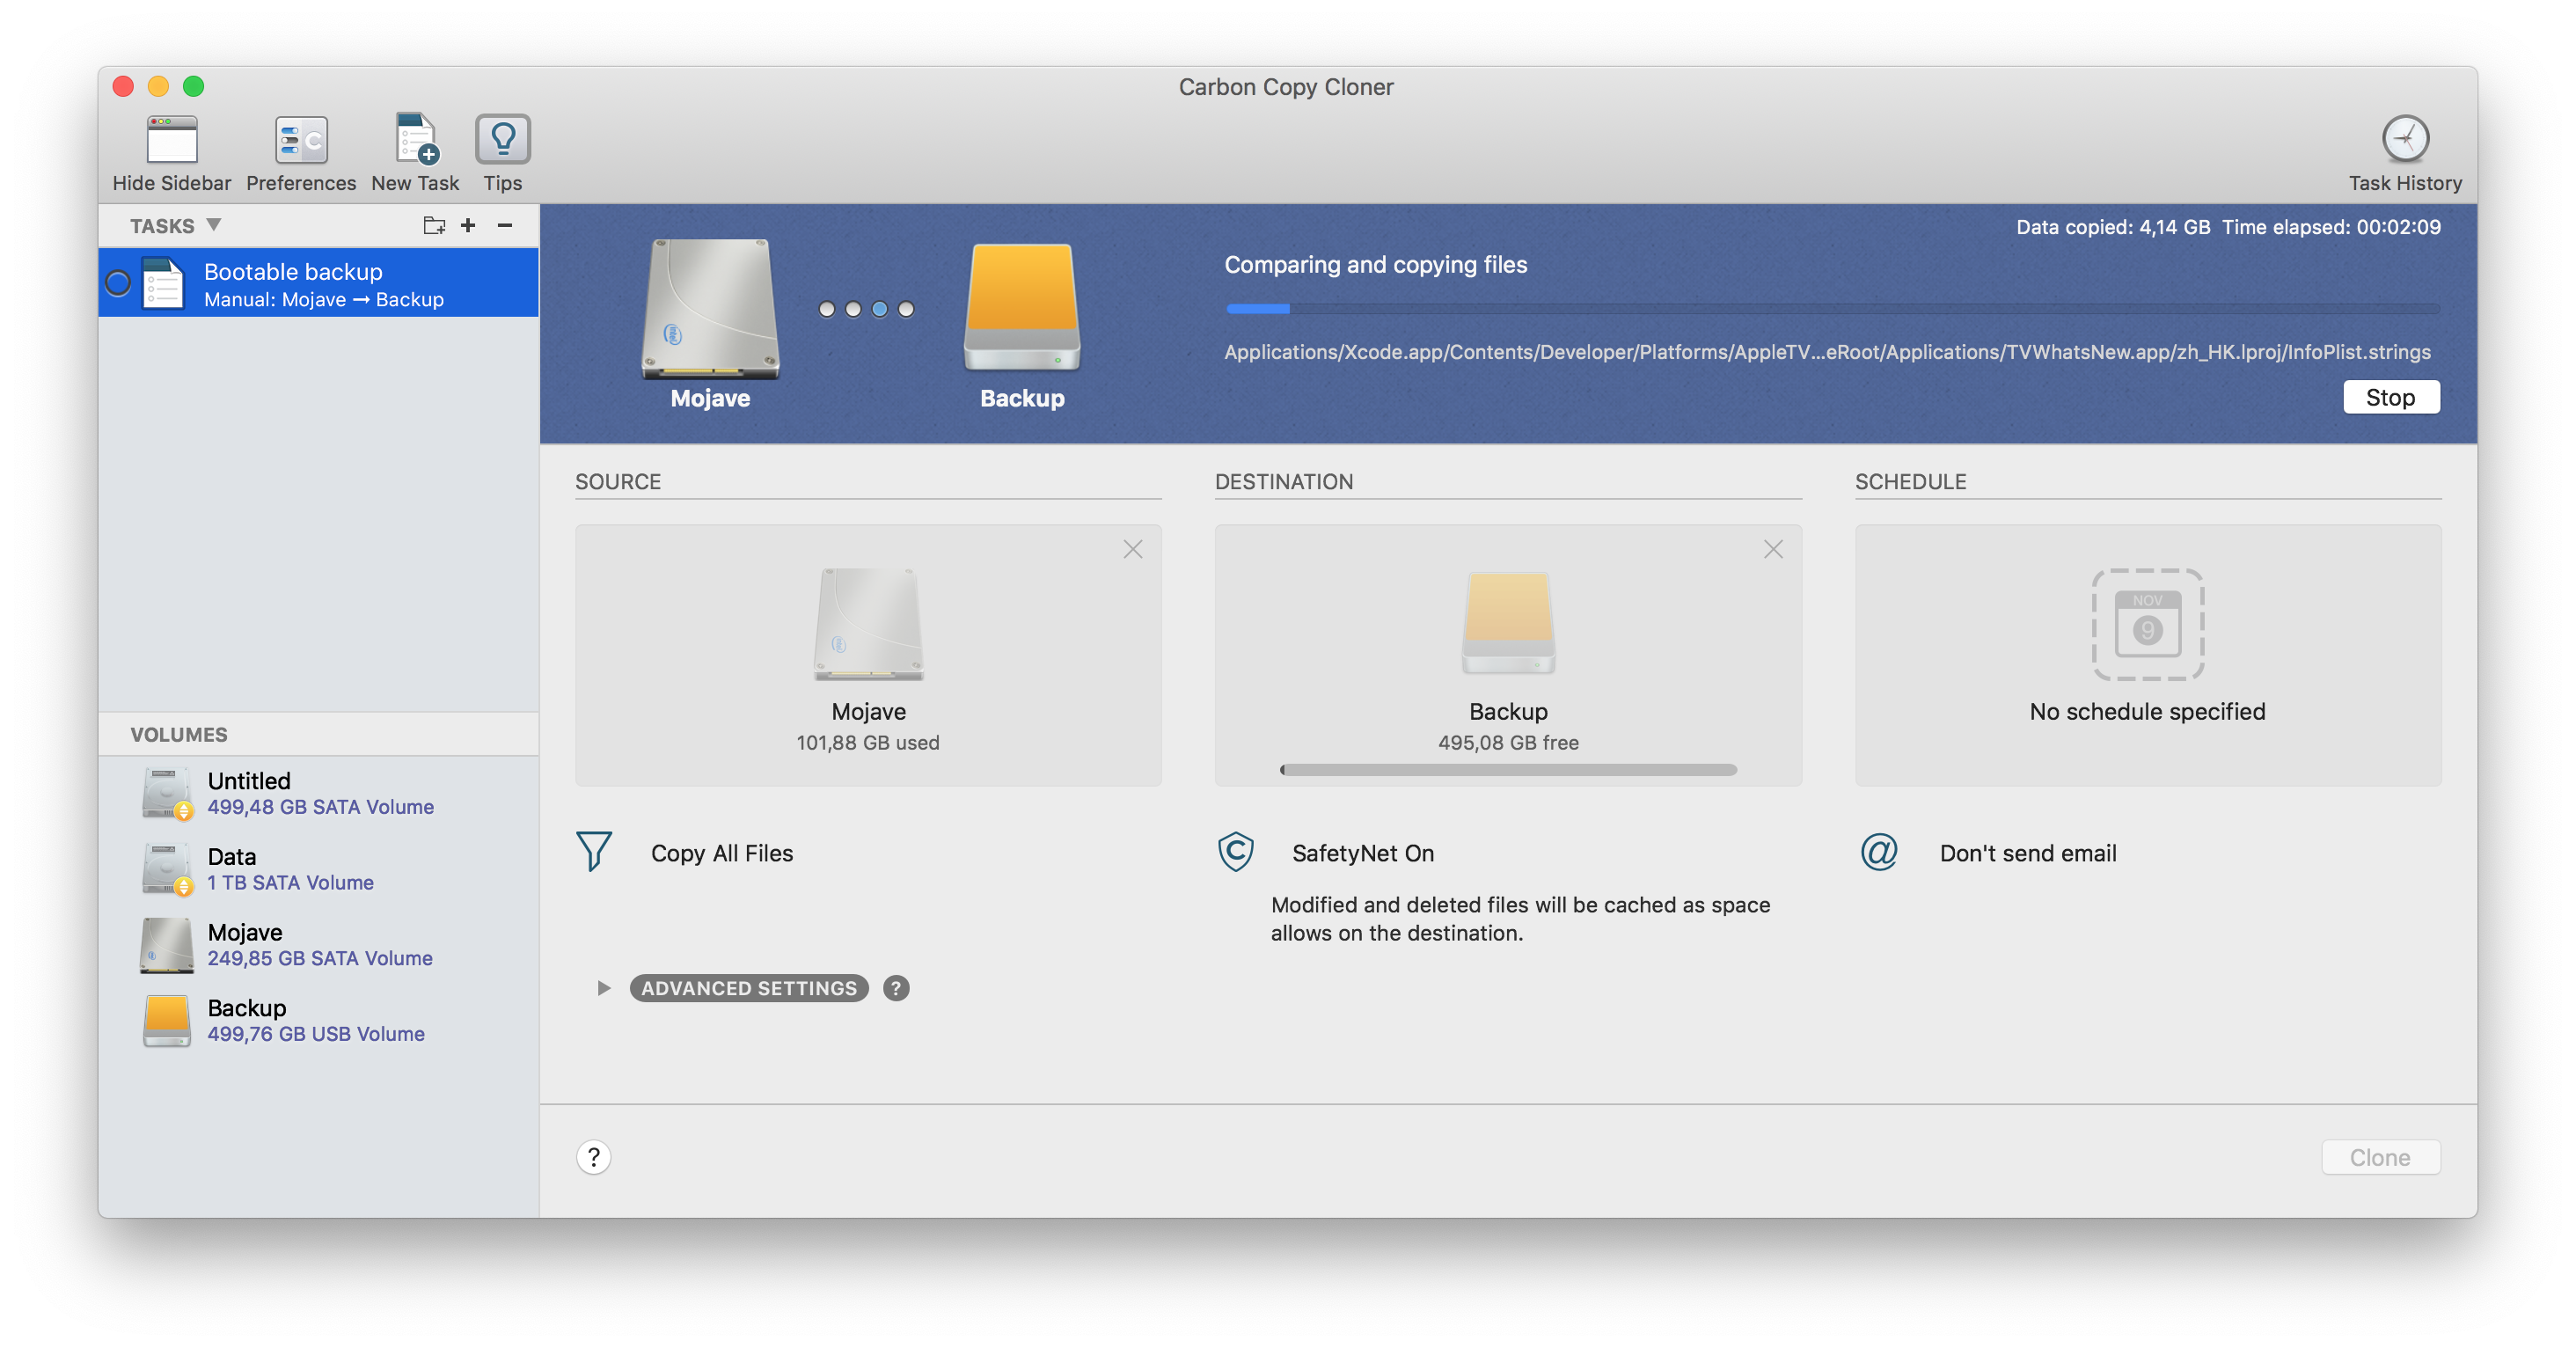 Carbon Copy Cloner
Hide Sidebar
Preferences
New Task
Tips
Task History
TASKS
Bootable backup
Manual: Mojave → Backup
Data copied: 4,14 GB Time elapsed: 00:02:09
Comparing and copying files
Applications/Xcode.app/Contents/Developer/Platforms/AppleTV...eRoot/Applications/TVWhatsNew.app/zh_HK.lproj/InfoPlist.strings
Mojave
Backup
Stop
SOURCE
DESTINATION
SCHEDULE
NOV
9
Mojave
101,88 GB used
Backup
495,08 GB free
No schedule specified
Copy All Files
SafetyNet On
Modified and deleted files will be cached as space
allows on the destination.
Don't send email
ADVANCED SETTINGS
?
VOLUMES
Untitled
499,48 GB SATA Volume
Data
1 TB SATA Volume
Mojave
249,85 GB SATA Volume
Backup
499,76 GB USB Volume
?
Clone